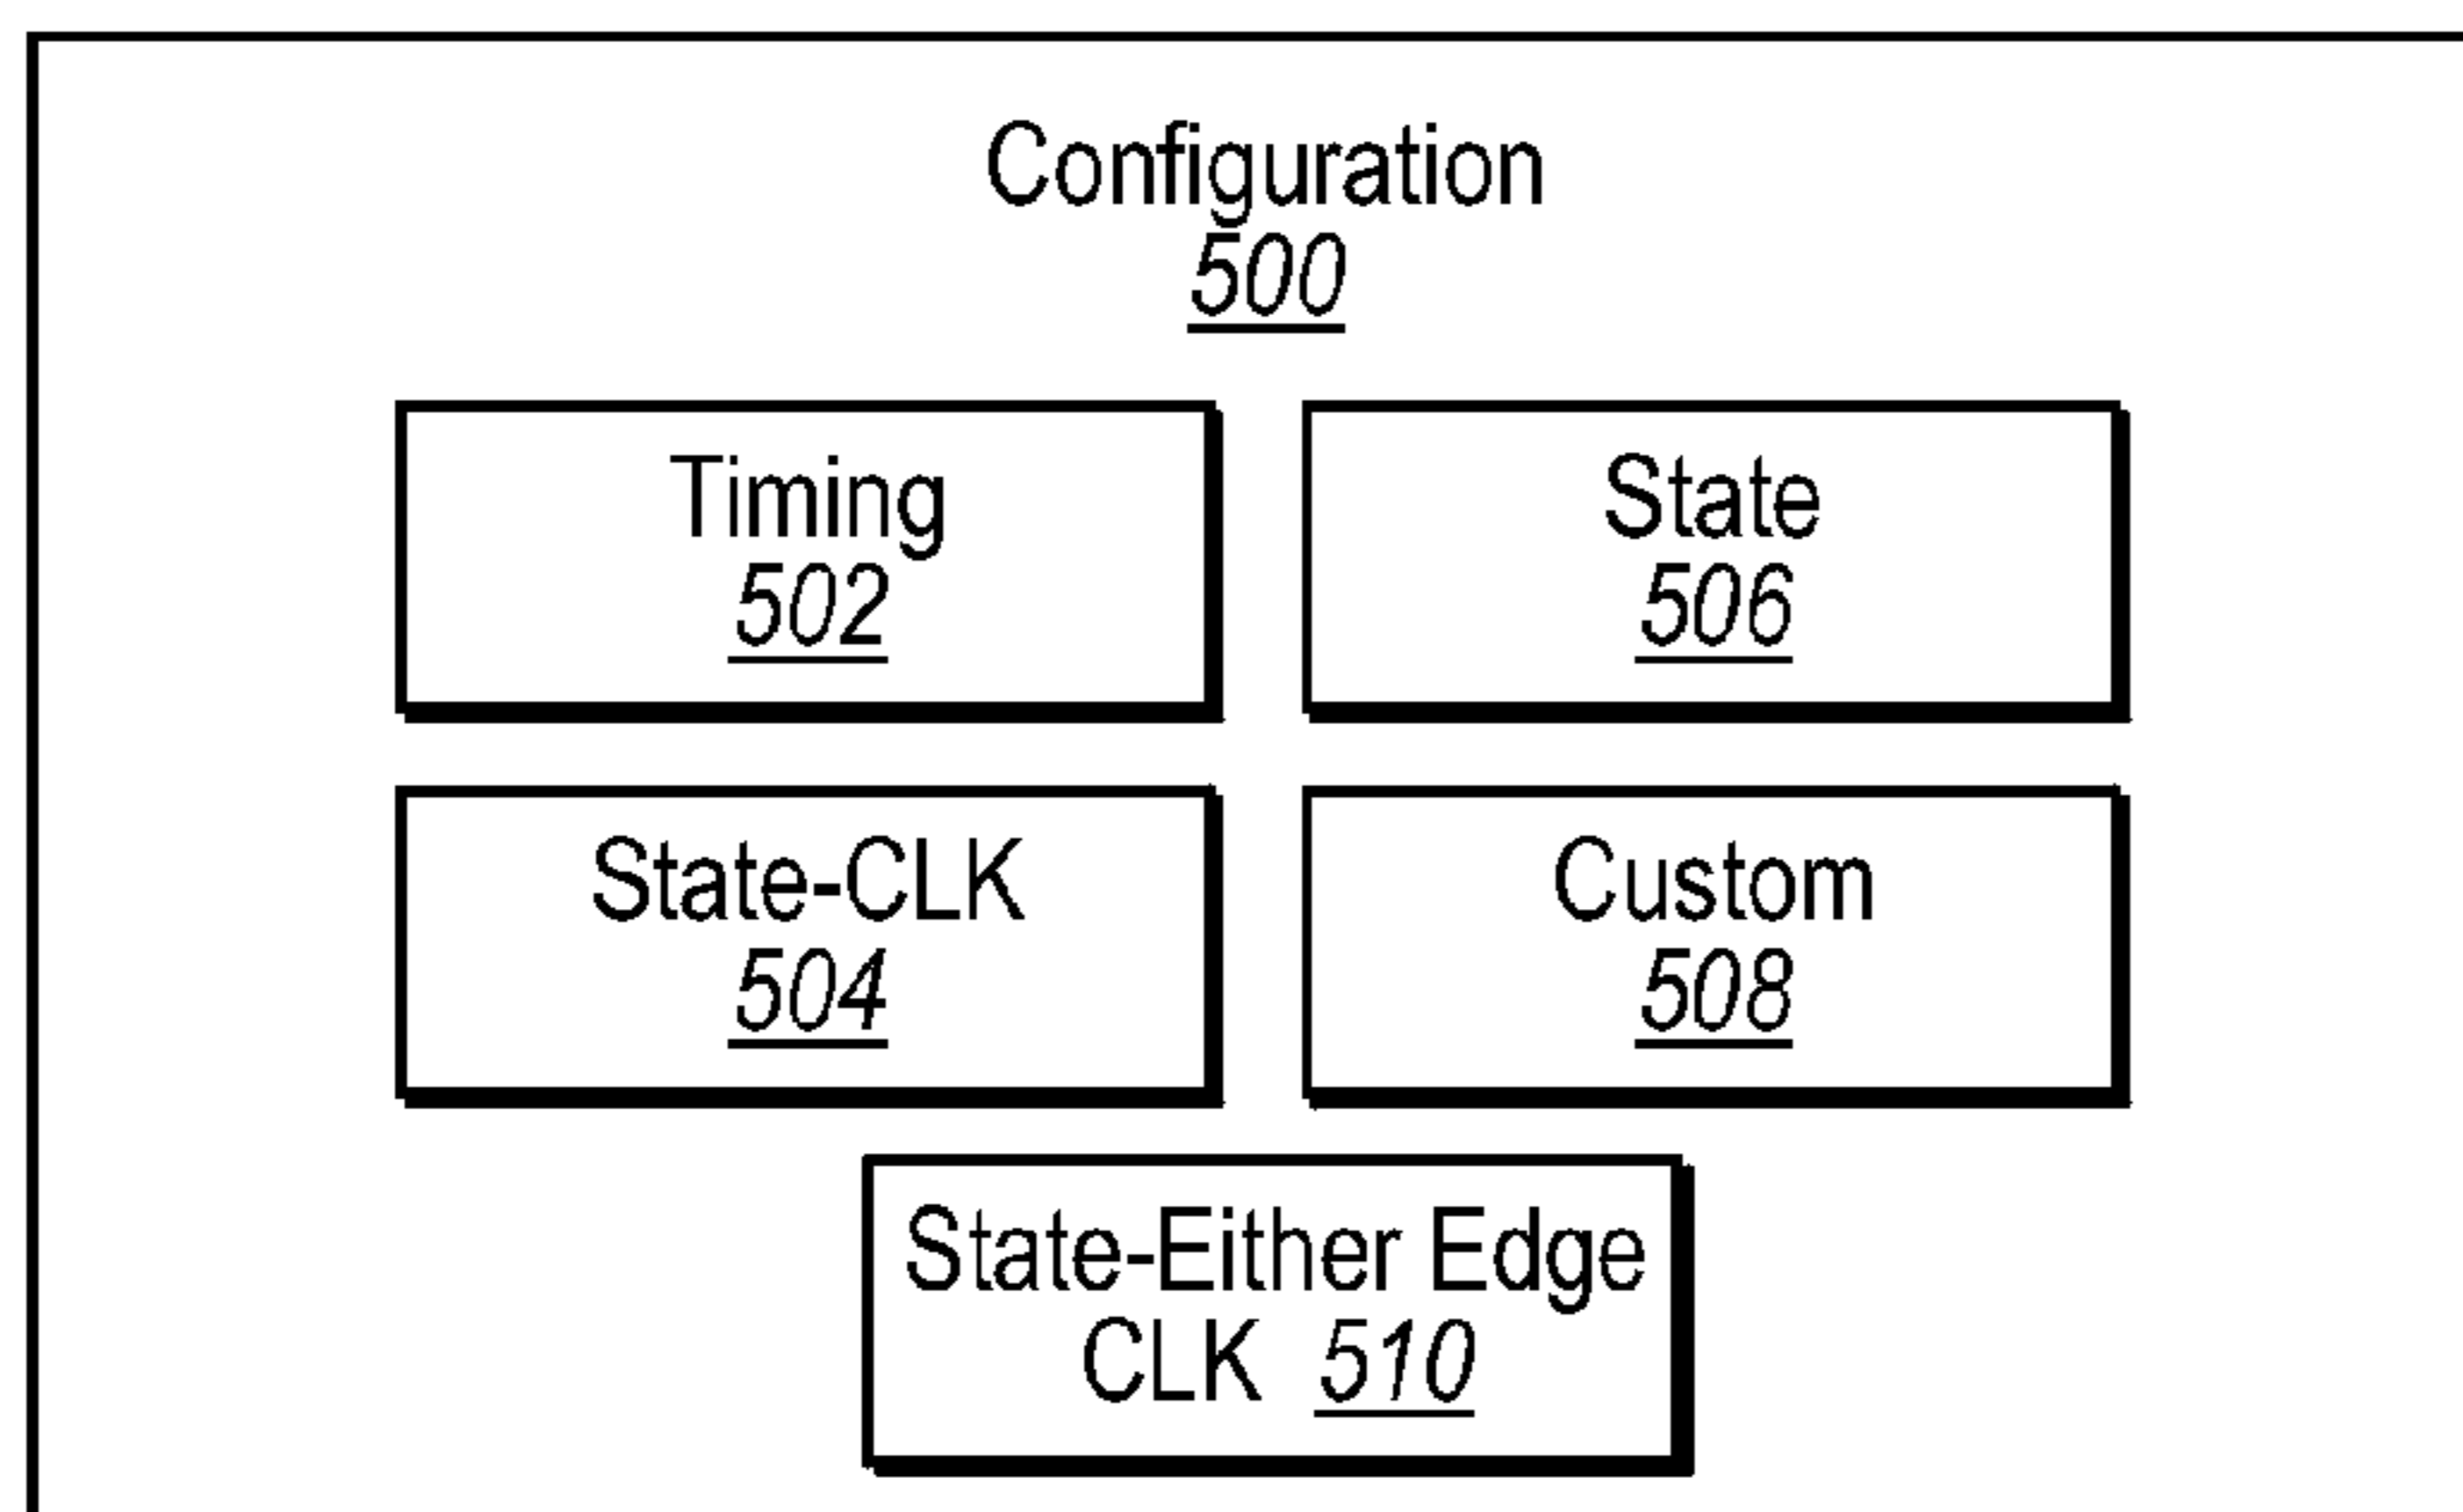 Configuration
500
Timing
502
State
506
State-CLK
504
Custom
508
State-Either Edge
CLK 510